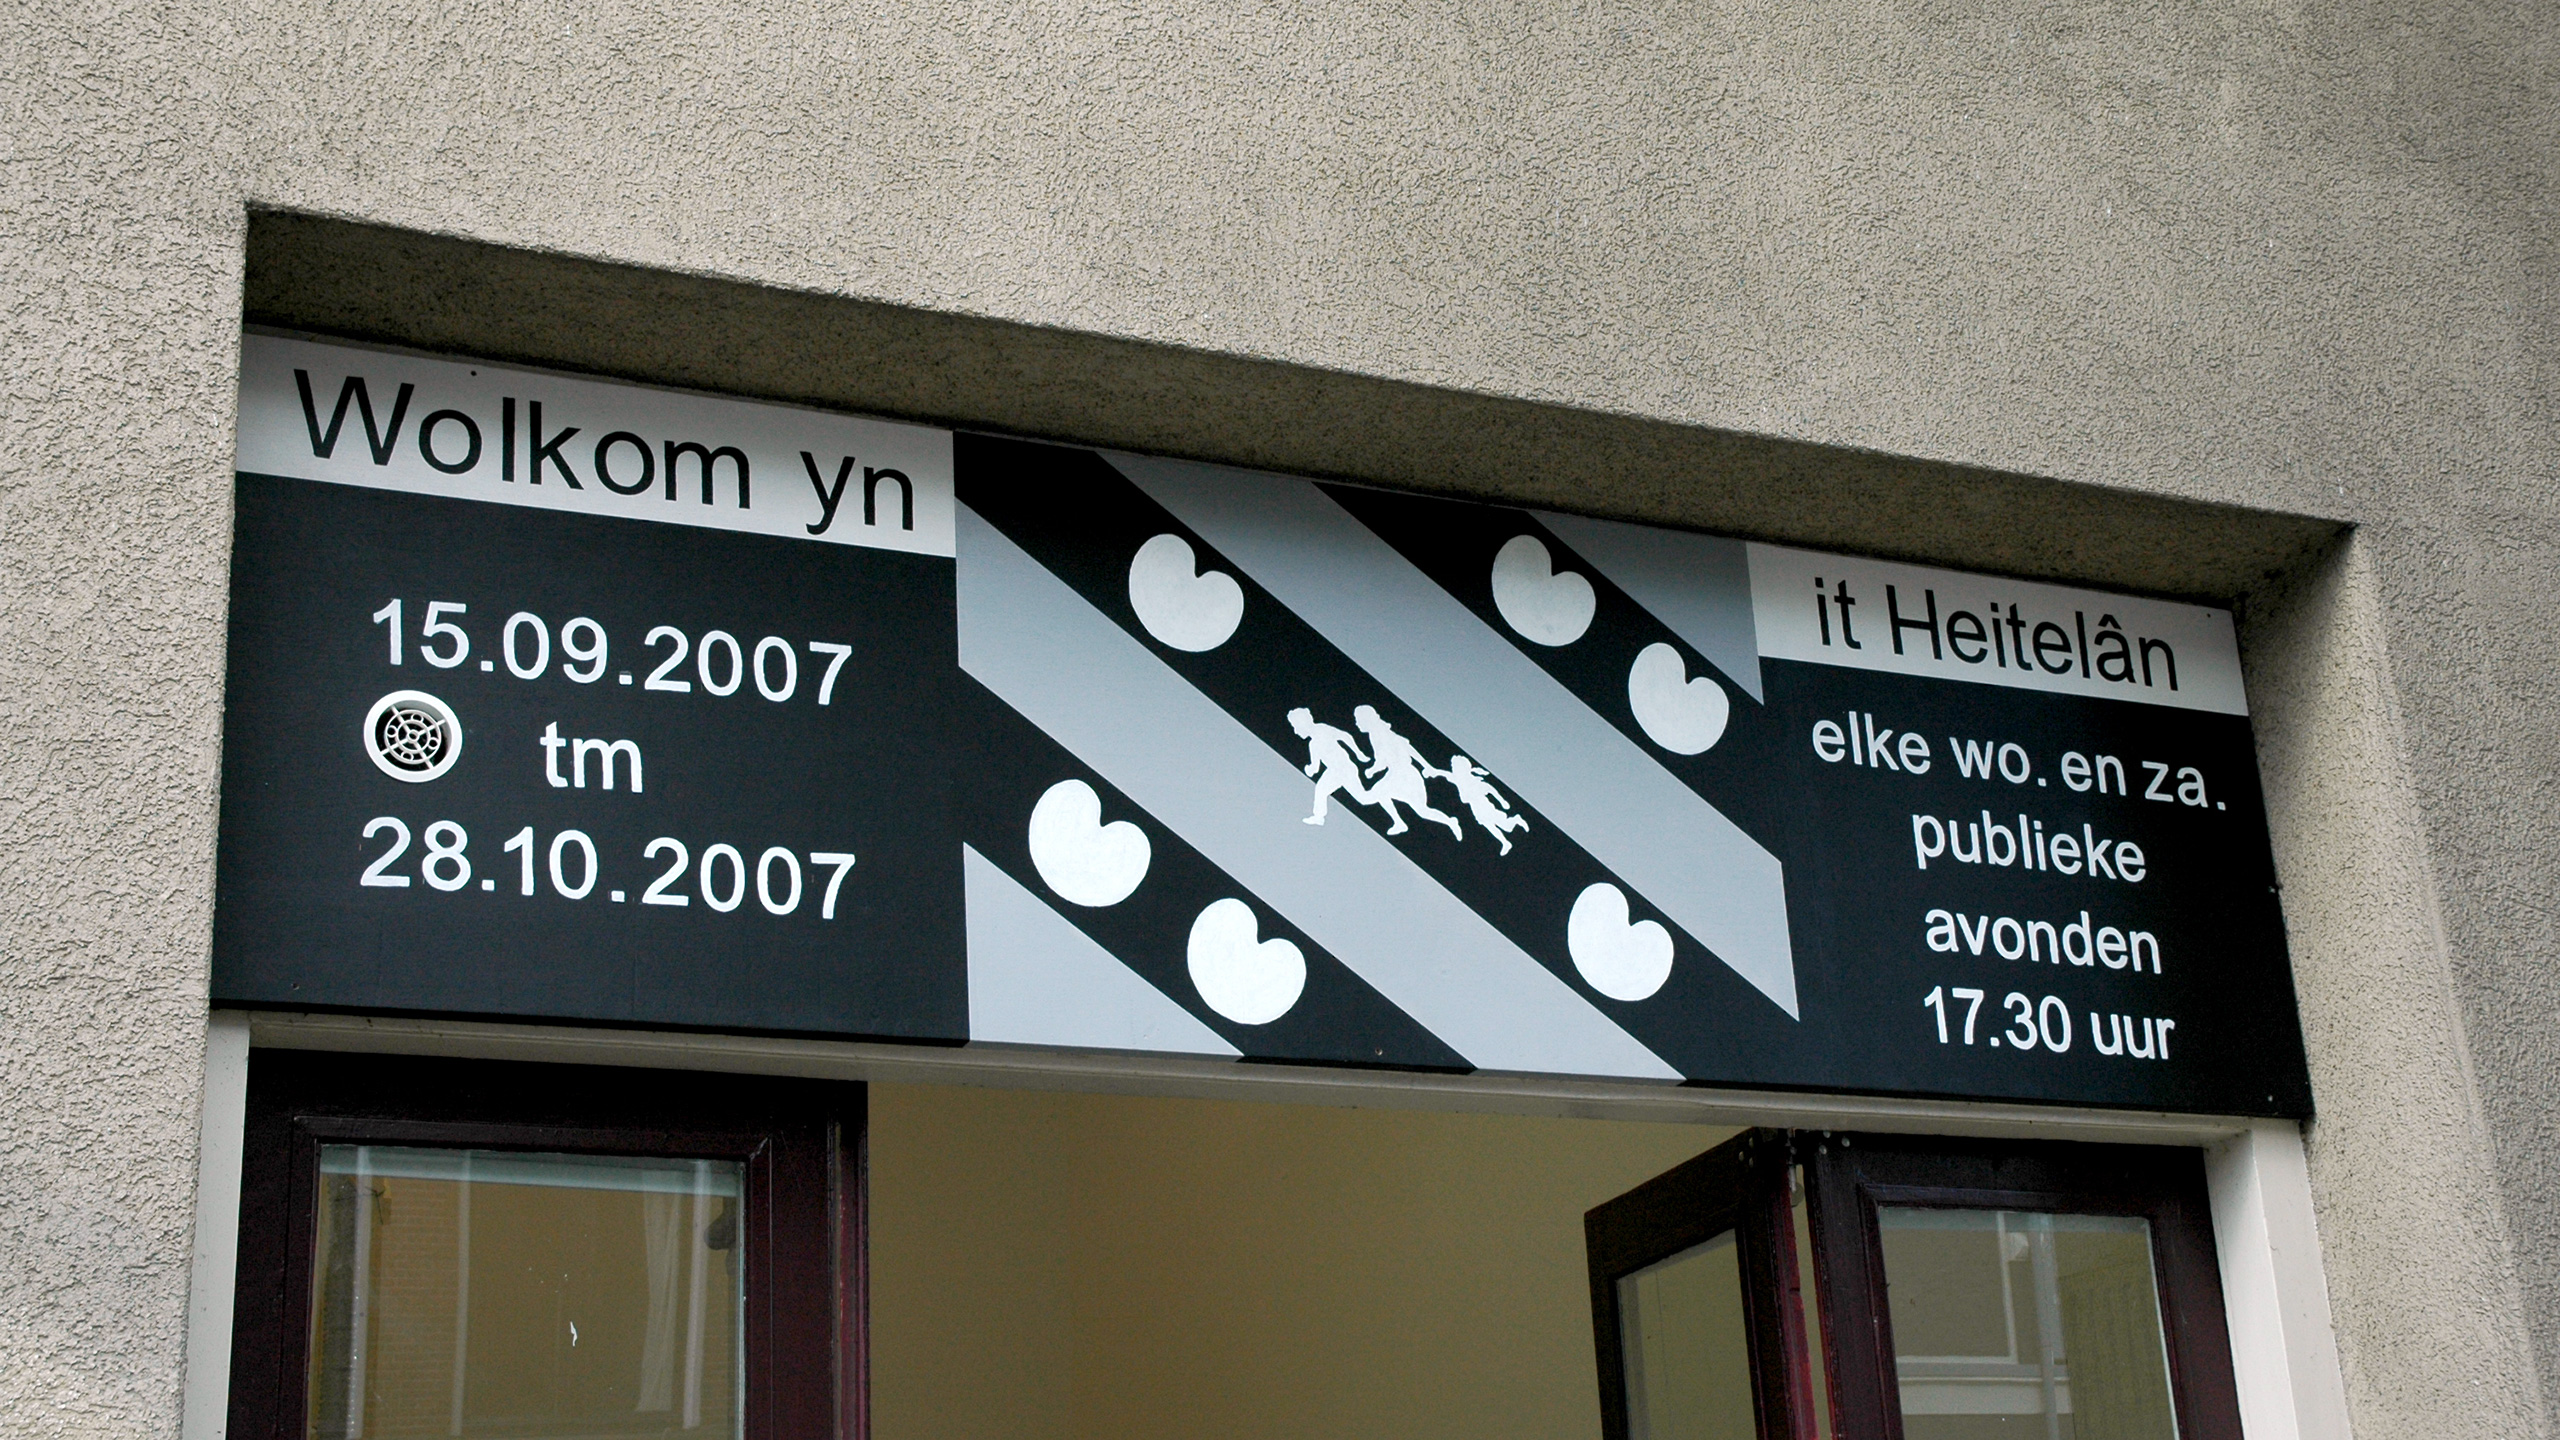 Wolkom yn
15.09.2007
tm
28.10.2007
it Heitelân
elke wo. en za.
publieke
avonden
17.30 uur